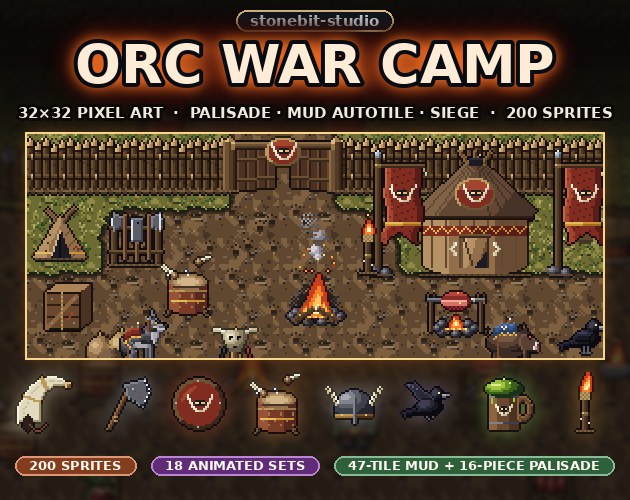 stonebit-studio
ORC WAR CAMP
32×32 PIXEL ART · PALISADE · MUD AUTOTILE · SIEGE · 200 SPRITES
200 SPRITES
18 ANIMATED SETS
47-TILE MUD + 16-PIECE PALISADE